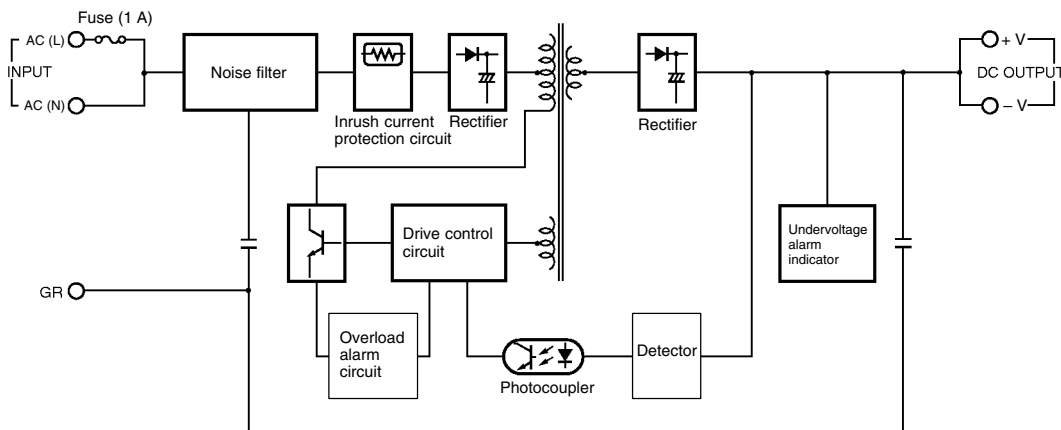 Fuse (1 A)
AC (L)
INPUT
AC (N)
Noise filter
Inrush current
protection circuit
Rectifier
Rectifier
+ V
DC OUTPUT
– V
Drive control
circuit
Undervoltage
alarm
indicator
GR
Overload
alarm
circuit
Photocoupler
Detector